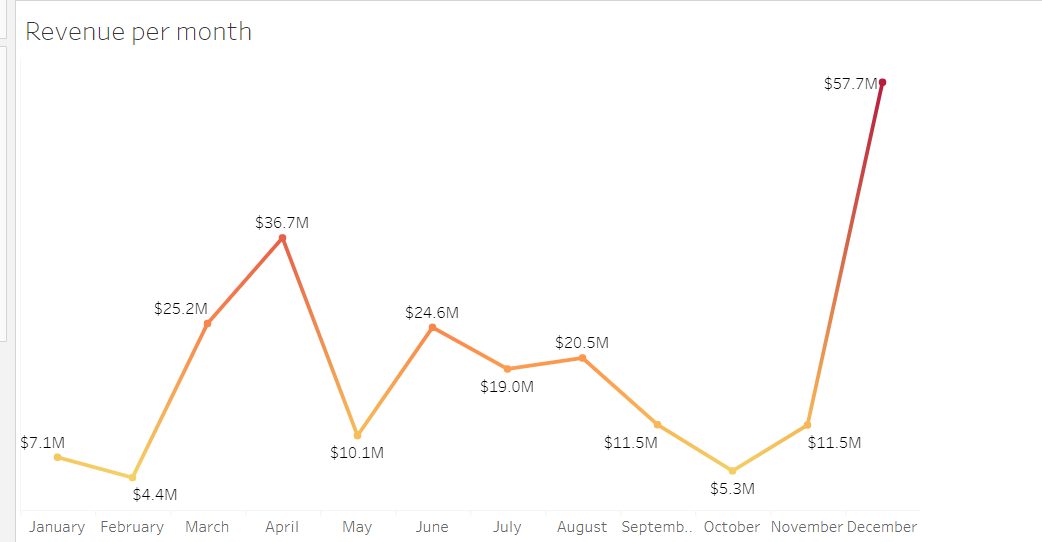 Revenue per month
$57.7M
$36.7M
$25.2M
$24.6M
$20.5M
$19.0M
$7.1M
$10.1M
$11.5M
$11.5M
$4.4M
$5.3M
January February March April May June July August Septemb.. October November December